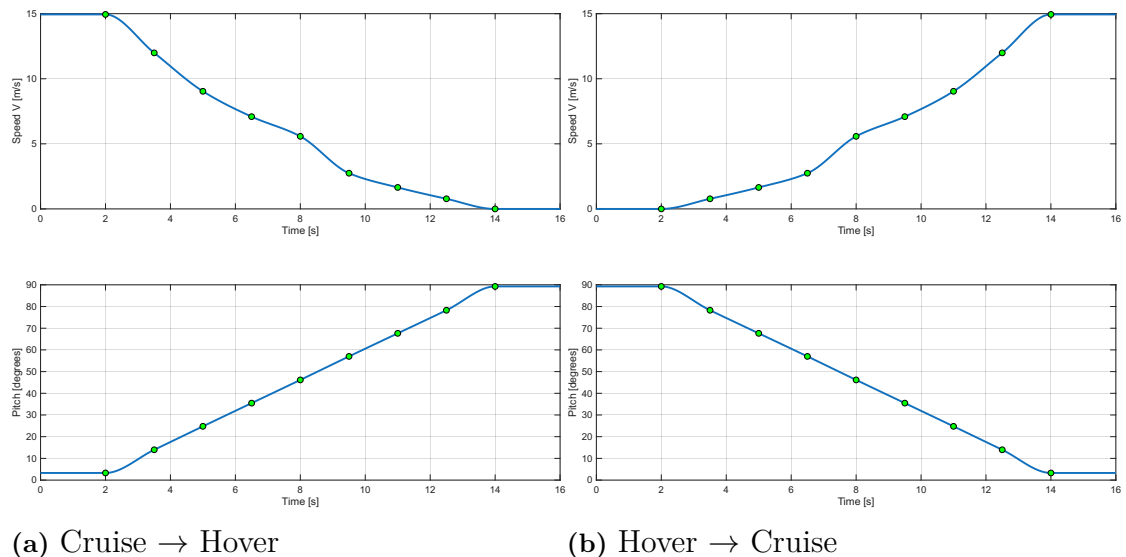 15
10
5
0
Speed V [m/s]
0 2 4 6 8 10 12 14 16
Time [s]
15
10
5
0
Speed V [m/s]
0 2 4 6 8 10 12 14 16
Time [s]
90
80
70
60
50
40
30
20
10
0
Pitch [degrees]
0 2 4 6 8 10 12 14 16
Time [s]
90
80
70
60
50
40
30
20
10
0
Pitch [degrees]
0 2 4 6 8 10 12 14 16
Time [s]
(a) Cruise → Hover
(b) Hover → Cruise